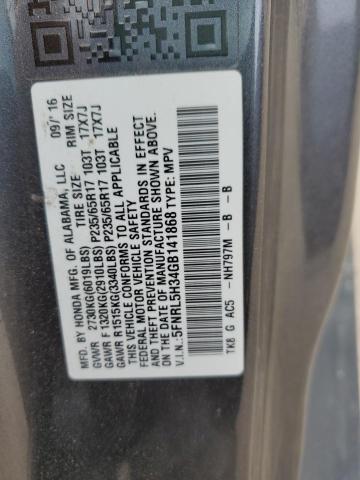 MFD. BY HONDA MFG. OF ALABAMA, LLC 09/ 16
TIRE SIZE RIM SIZE
GVWR 2730KG(6019LBS)
GAWR F 1320KG(2910LBS) P235/65R17 103T 17X7J
GAWR R1515KG(3340LBS) P235/65R17 103T 17X7J
THIS VEHICLE CONFORMS TO ALL APPLICABLE
FEDERAL MOTOR VEHICLE SAFETY
AND THEFT PREVENTION STANDARDS IN EFFECT
ON THE DATE OF MANUFACTURE SHOWN ABOVE.
V.I.N.:5FNRL5H34GB141868 TYPE: MPV
TK8 G AC5 -NH797M -B -B